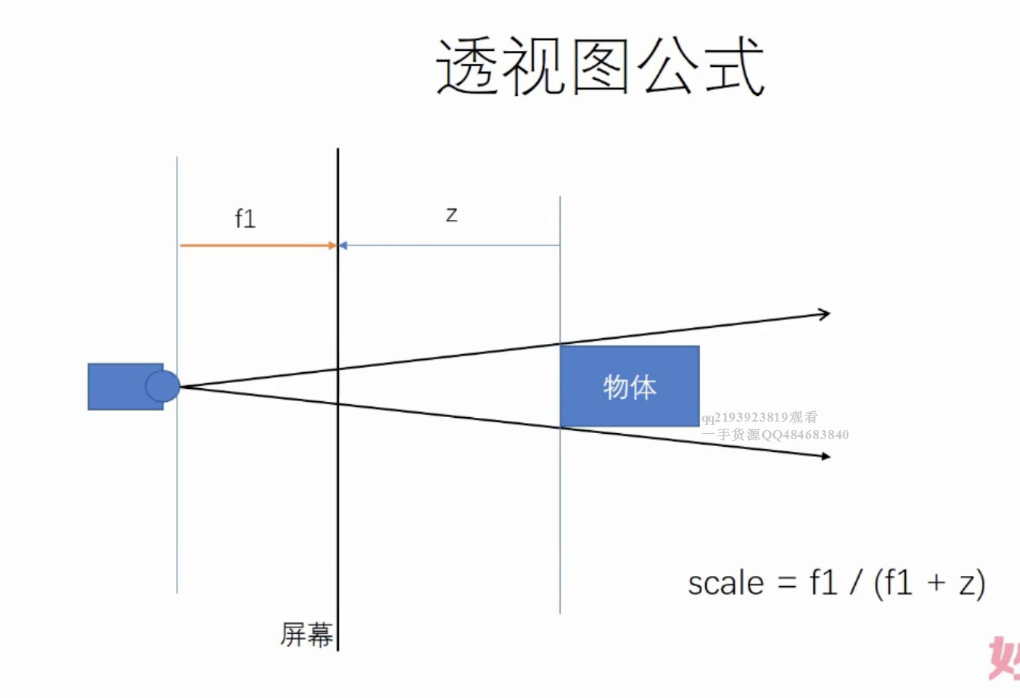 透视图公式
f1
z
物体
qq2193923819观看
一手货源QQ484683840
scale = f1 / (f1 + z)
屏幕
妙